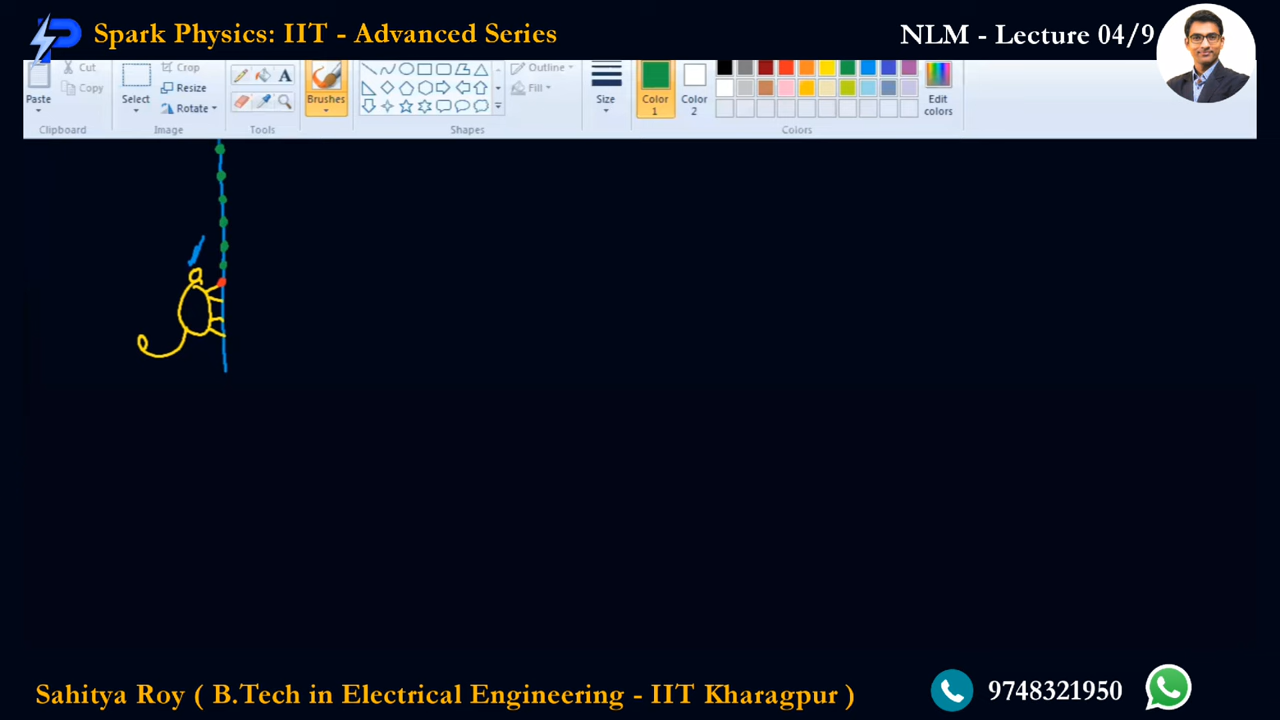 Spark Physics: IIT - Advanced Series
NLM - Lecture 04/9
Cut
Copy
Paste
Clipboard
Select
Crop
Resize
Rotate
Image
A
Tools
Brushes
Outline
Fill
Shapes
Size
Color 1
Color 2
Edit colors
Colors
Sahitya Roy ( B.Tech in Electrical Engineering - IIT Kharagpur )
9748321950